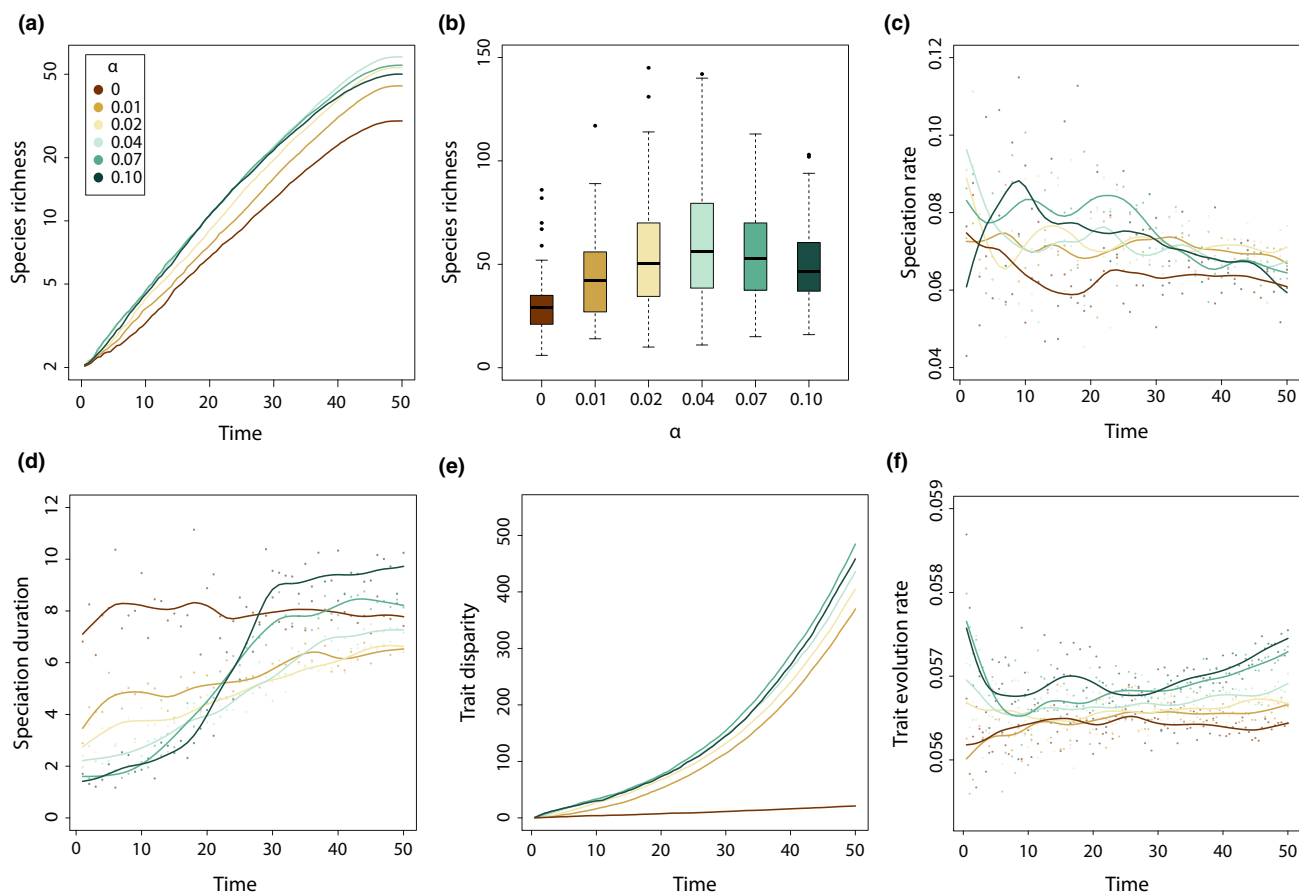 (a)
Species richness
50
20
10
5
2
α
0
0.01
0.02
0.04
0.07
0.10
0 10 20 30 40 50
Time
(b)
Species richness
150
100
50
0
0 0.01 0.02 0.04 0.07 0.10
α
(c)
Speciation rate
0.12
0.10
0.08
0.06
0.04
0 10 20 30 40 50
Time
(d)
Speciation duration
12
10
8
6
4
2
0
0 10 20 30 40 50
Time
(e)
Trait disparity
500
400
300
200
100
0
0 10 20 30 40 50
Time
(f)
Trait evolution rate
0.059
0.058
0.057
0.056
0 10 20 30 40 50
Time